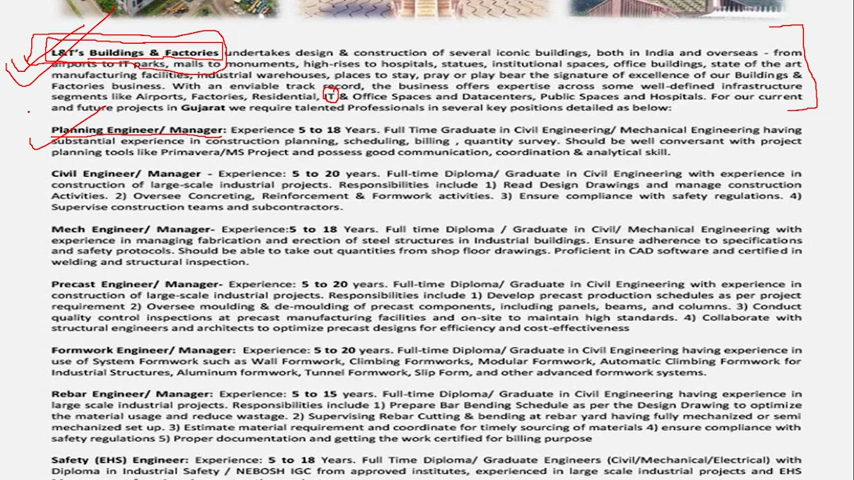 L&T's Buildings & Factories undertakes design & construction of several iconic buildings, both in India and overseas - from
airports to IT parks, malls to monuments, high-rises to hospitals, statues, institutional spaces, office buildings, state of the art
manufacturing facilities, industrial warehouses, places to stay, pray or play bear the signature of excellence of our Buildings &
Factories business. With an enviable track record, the business offers expertise across some well-defined infrastructure
segments like Airports, Factories, Residential, IT & Office Spaces and Datacenters, Public Spaces and Hospitals. For our current
and future projects in Gujarat we require talented Professionals in several key positions detailed as below:
Planning Engineer/ Manager: Experience 5 to 18 Years. Full Time Graduate in Civil Engineering/ Mechanical Engineering having
substantial experience in construction planning, scheduling, billing , quantity survey. Should be well conversant with project
planning tools like Primavera/MS Project and possess good communication, coordination & analytical skill.
Civil Engineer/ Manager - Experience: 5 to 20 years. Full-time Diploma/ Graduate in Civil Engineering with experience in
construction of large-scale industrial projects. Responsibilities include 1) Read Design Drawings and manage construction
Activities. 2) Oversee Concreting, Reinforcement & Formwork activities. 3) Ensure compliance with safety regulations. 4)
Supervise construction teams and subcontractors.
Mech Engineer/ Manager- Experience:5 to 18 Years. Full time Diploma / Graduate in Civil/ Mechanical Engineering with
experience in managing fabrication and erection of steel structures in Industrial buildings. Ensure adherence to specifications
and safety protocols. Should be able to take out quantities from shop floor drawings. Proficient in CAD software and certified in
welding and structural inspection.
Precast Engineer/ Manager- Experience: 5 to 20 years. Full-time Diploma/ Graduate in Civil Engineering with experience in
construction of large-scale industrial projects. Responsibilities include 1) Develop precast production schedules as per project
requirement 2) Oversee moulding & de-moulding of precast components, including panels, beams, and columns. 3) Conduct
quality control inspections at precast manufacturing facilities and on-site to maintain high standards. 4) Collaborate with
structural engineers and architects to optimize precast designs for efficiency and cost-effectiveness
Formwork Engineer/ Manager: Experience: 5 to 20 years. Full-time Diploma/ Graduate in Civil Engineering having experience in
use of System Formwork such as Wall Formwork, Climbing Formworks, Modular Formwork, Automatic Climbing Formwork for
Industrial Structures, Aluminum formwork, Tunnel Formwork, Slip Form, and other advanced formwork systems.
Rebar Engineer/ Manager: Experience: 5 to 15 years. Full-time Diploma/ Graduate in Civil Engineering having experience in
large scale industrial projects. Responsibilities include 1) Prepare Bar Bending Schedule as per the Design Drawing to optimize
the material usage and reduce wastage. 2) Supervising Rebar Cutting & bending at rebar yard having fully mechanized or semi
mechanized set up. 3) Estimate material requirement and coordinate for timely sourcing of materials 4) ensure compliance with
safety regulations 5) Proper documentation and getting the work certified for billing purpose
Safety (EHS) Engineer: Experience: 5 to 18 Years. Full time Diploma/ Graduate Engineers (Civil/Mechanical/Electrical) with
Diploma in Industrial Safety / NEBOSH IGC from approved institutes, experienced in large scale industrial projects and EHS